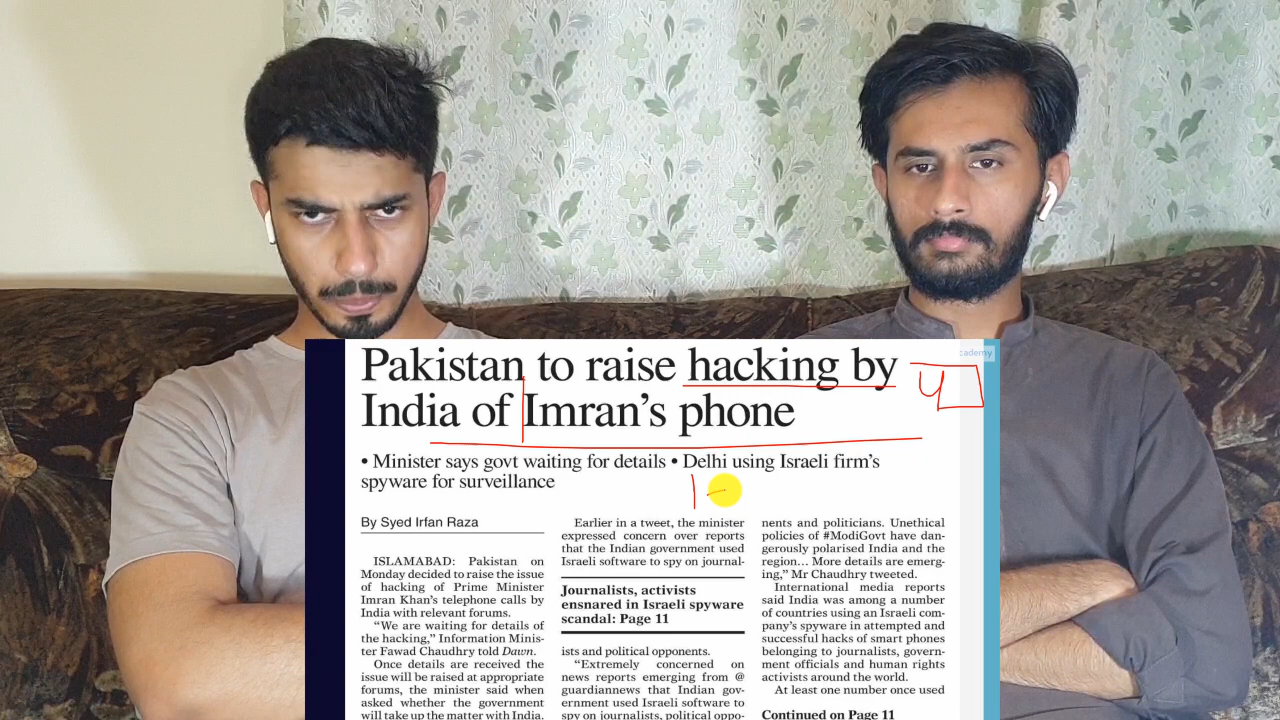 cademy
Pakistan to raise hacking by
India of Imran's phone
• Minister says govt waiting for details • Delhi using Israeli firm's
spyware for surveillance
By Syed Irfan Raza
ISLAMABAD: Pakistan on
Monday decided to raise the issue
of hacking of Prime Minister
Imran Khan's telephone calls by
India with relevant forums.
“We are waiting for details of
the hacking,” Information Minis-
ter Fawad Chaudhry told Dawn.
Once details are received the
issue will be raised at appropriate
forums, the minister said when
asked whether the government
will take up the matter with India.
Earlier in a tweet, the minister
expressed concern over reports
that the Indian government used
Israeli software to spy on journal-
Journalists, activists
ensnared in Israeli spyware
scandal: Page 11
ists and political opponents.
“Extremely concerned on
news reports emerging from @
guardiannews that Indian gov-
ernment used Israeli software to
spy on journalists, political oppo-
nents and politicians. Unethical
policies of #ModiGovt have dan-
gerously polarised India and the
region... More details are emerg-
ing,” Mr Chaudhry tweeted.
International media reports
said India was among a number
of countries using an Israeli com-
pany's spyware in attempted and
successful hacks of smart phones
belonging to journalists, govern-
ment officials and human rights
activists around the world.
At least one number once used
Continued on Page 11